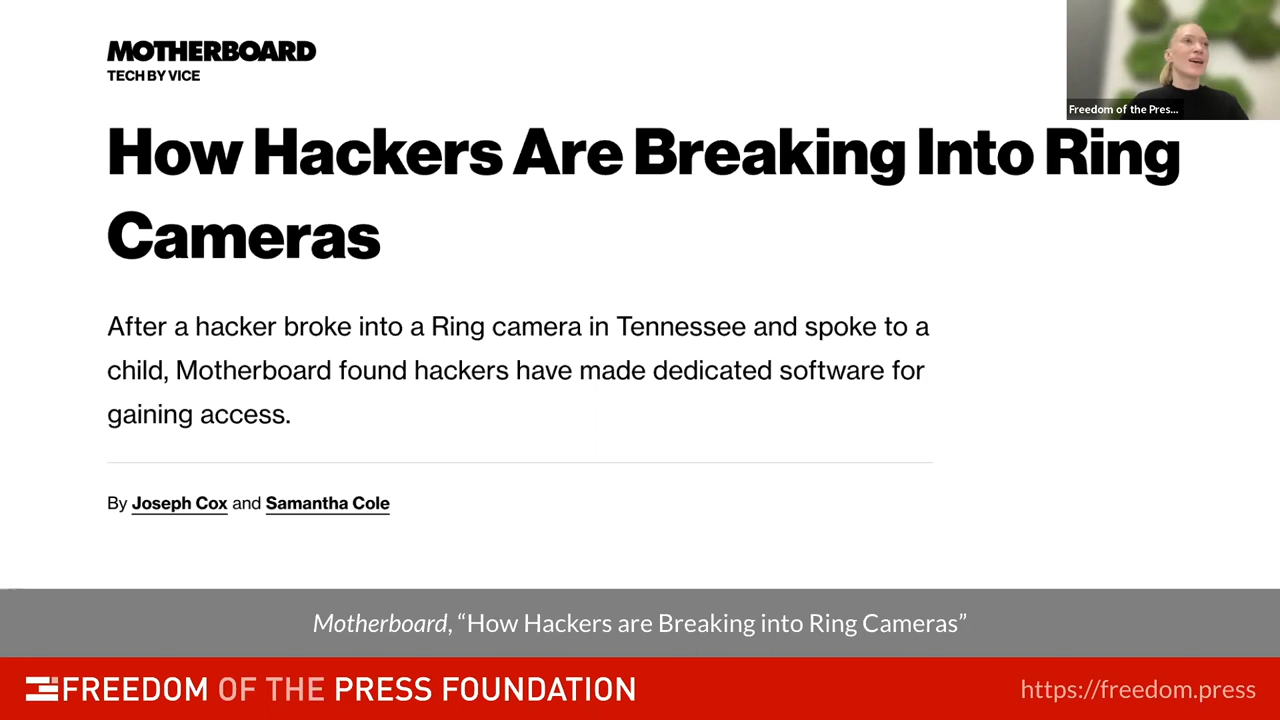 MOTHERBOARD
TECH BY VICE
Freedom of the Pres...
How Hackers Are Breaking Into Ring
Cameras
After a hacker broke into a Ring camera in Tennessee and spoke to a
child, Motherboard found hackers have made dedicated software for
gaining access.
By Joseph Cox and Samantha Cole
Motherboard, “How Hackers are Breaking into Ring Cameras”
FREEDOM OF THE PRESS FOUNDATION
https://freedom.press